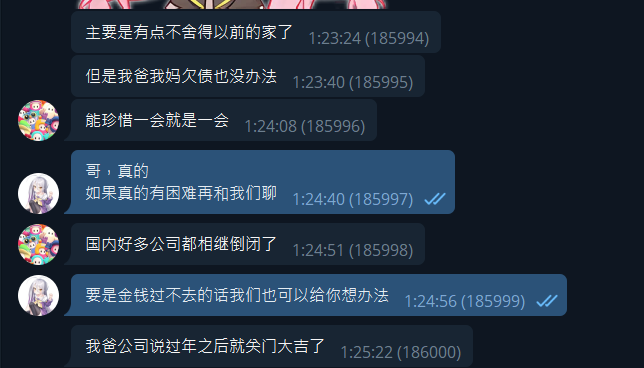 主要是有点不舍得以前的家了 1:23:24 (185994)
但是我爸我妈欠债也没办法 1:23:40 (185995)
能珍惜一会就是一会 1:24:08 (185996)
哥，真的
如果真的有困难再和我们聊 1:24:40 (185997)
国内好多公司都相继倒闭了 1:24:51 (185998)
要是金钱过不去的话我们也可以给你想办法 1:24:56 (185999)
我爸公司说过年之后就关门大吉了 1:25:22 (186000)